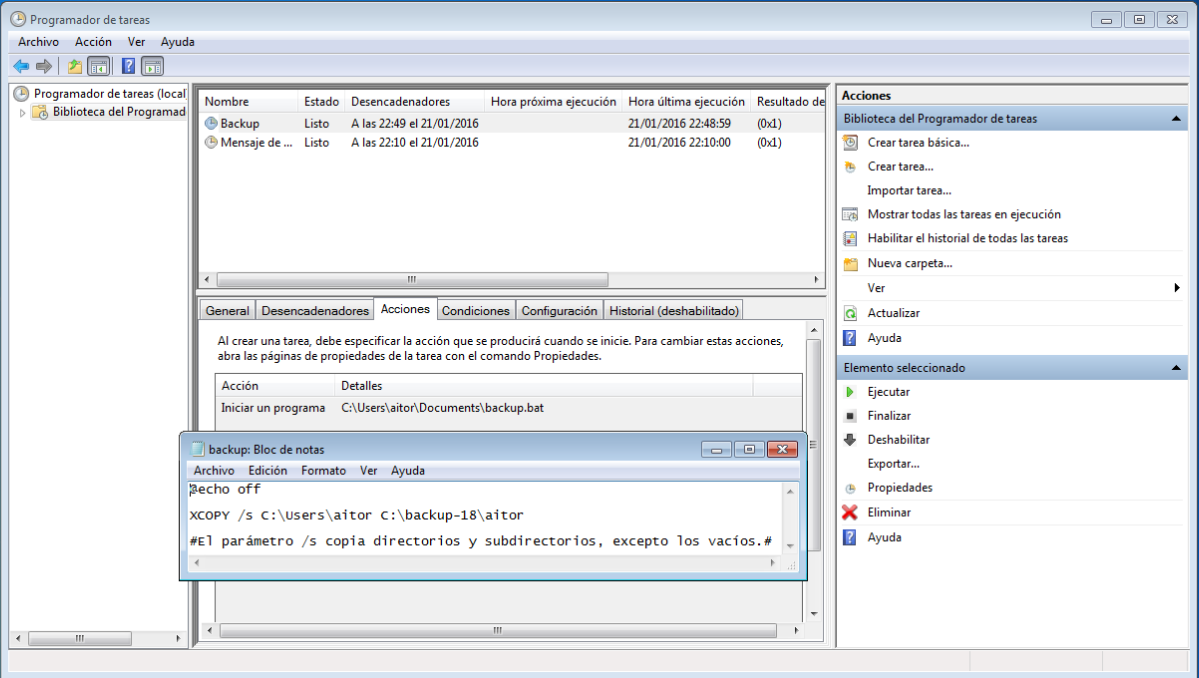 Programador de tareas
Archivo Acción Ver Ayuda
Programador de tareas (local
Biblioteca del Programad
Nombre Estado Desencadenadores Hora próxima ejecución Hora última ejecución Resultado de
Backup Listo A las 22:49 el 21/01/2016 21/01/2016 22:48:59 (0x1)
Mensaje de ... Listo A las 22:10 el 21/01/2016 21/01/2016 22:10:00 (0x1)
General Desencadenadores Acciones Condiciones Configuración Historial (deshabilitado)
Al crear una tarea, debe especificar la acción que se producirá cuando se inicie. Para cambiar estas acciones,
abra las páginas de propiedades de la tarea con el comando Propiedades.
Acción Detalles
Iniciar un programa C:\Users\aitor\Documents\backup.bat
backup: Bloc de notas
Archivo Edición Formato Ver Ayuda
@echo off
XCOPY /s C:\Users\aitor C:\backup-18\aitor
#El parámetro /s copia directorios y subdirectorios, excepto los vacíos.#
Acciones
Biblioteca del Programador de tareas
Crear tarea básica...
Crear tarea...
Importar tarea...
Mostrar todas las tareas en ejecución
Habilitar el historial de todas las tareas
Nueva carpeta...
Ver
Actualizar
Ayuda
Elemento seleccionado
Ejecutar
Finalizar
Deshabilitar
Exportar...
Propiedades
Eliminar
Ayuda